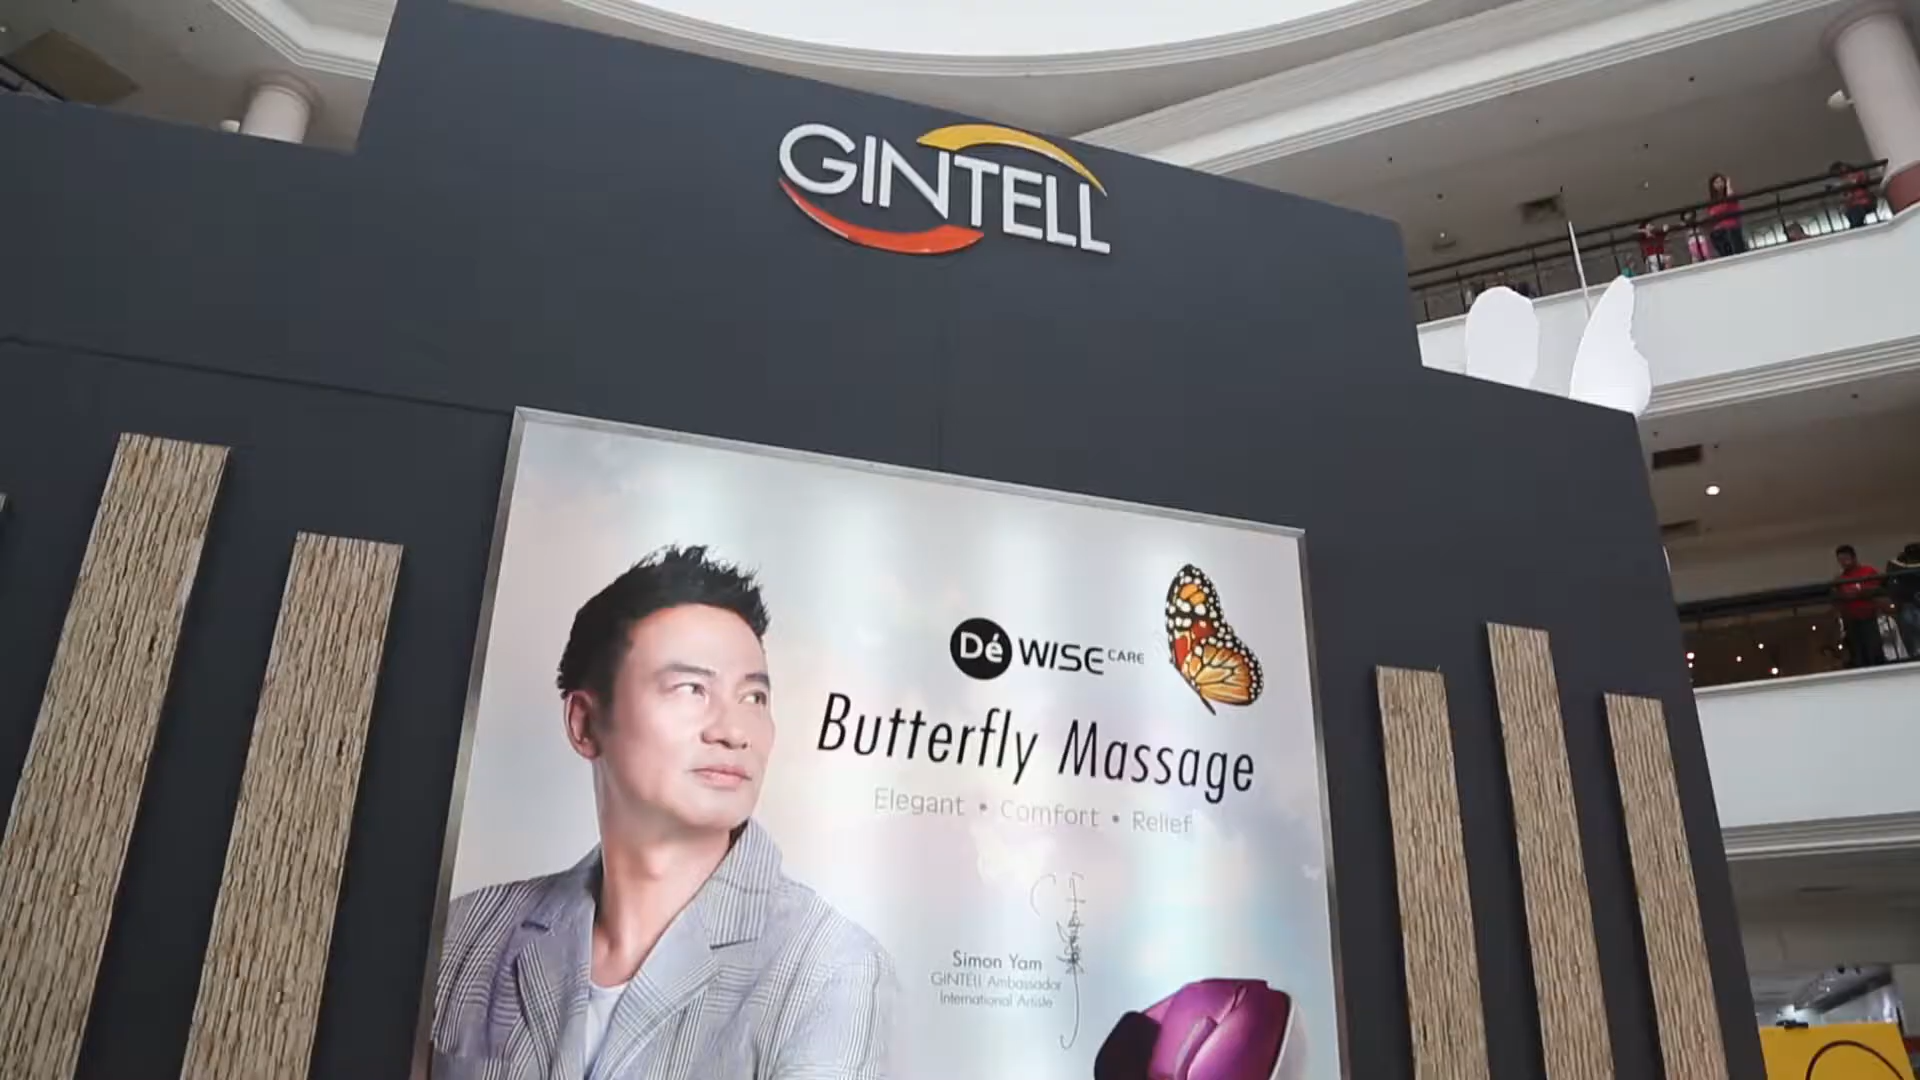 GINTELL
Dé WISE CARE
Butterfly Massage
Elegant • Comfort • Relief
Simon Yam
GINTELL Ambassador
International Artiste